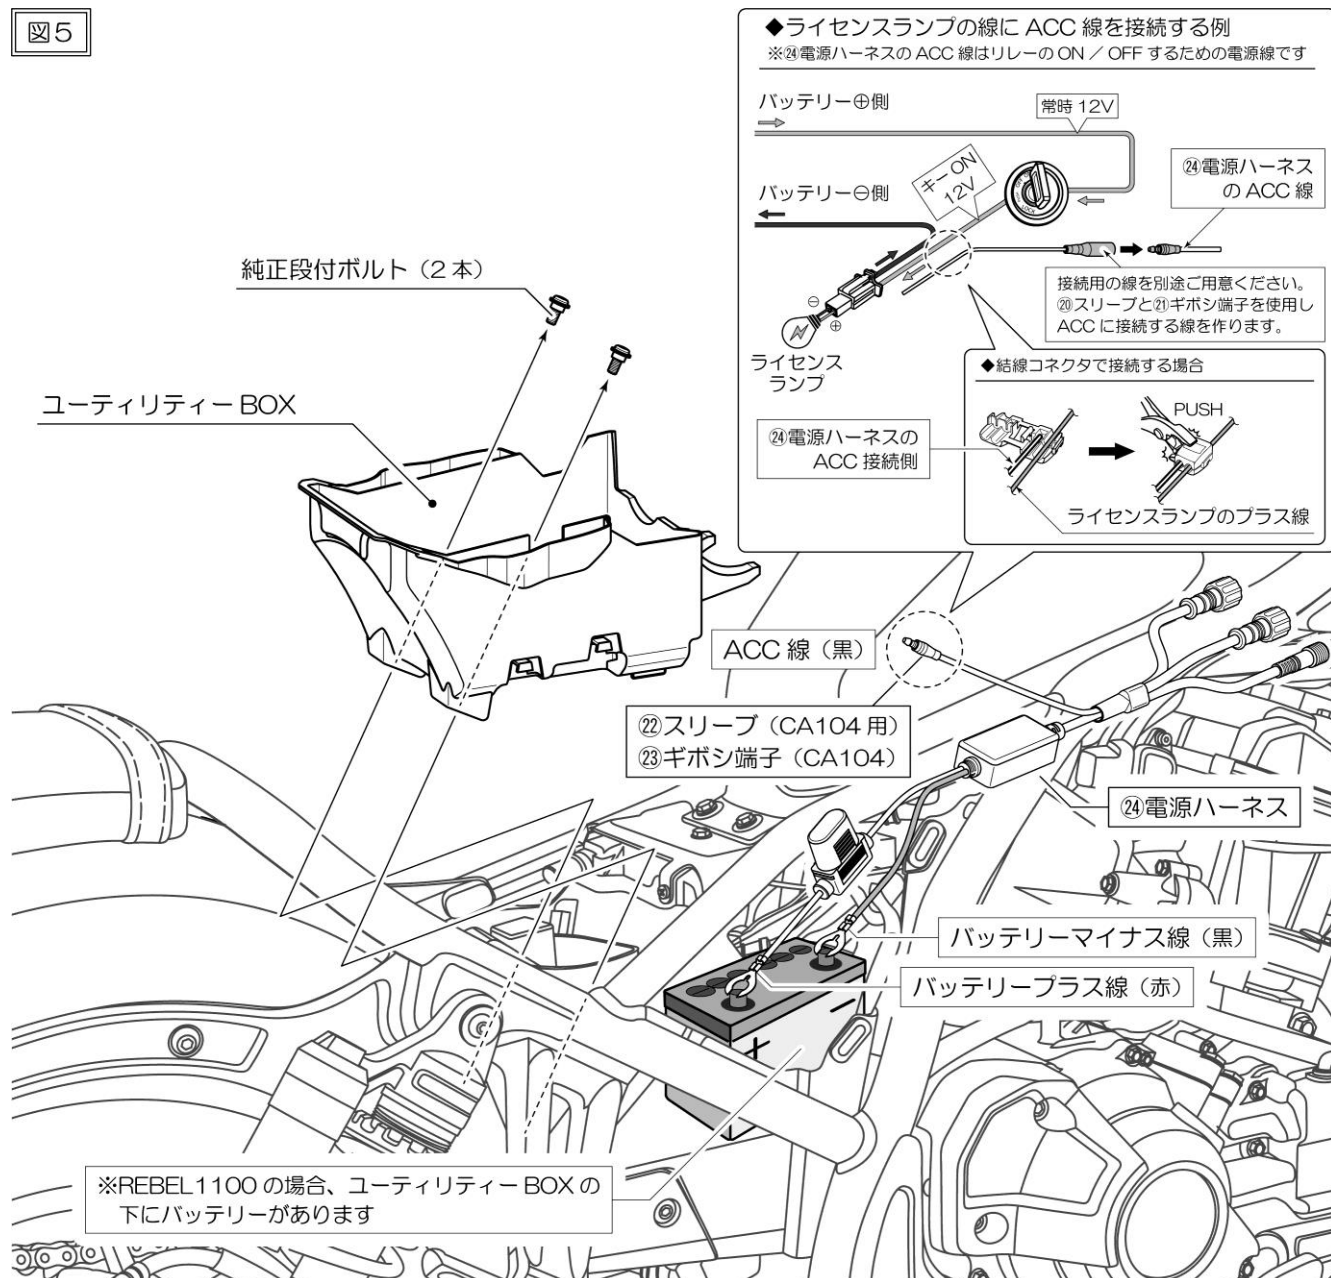 図5
◆ライセンスランプの線に ACC 線を接続する例
※㉔電源ハーネスの ACC 線はリレーの ON / OFF するための電源線です
バッテリー⊕側
常時 12V
㉔電源ハーネス
の ACC 線
キー ON
12V
バッテリー⊖側
LOCK
接続用の線を別途ご用意ください。
⑳スリーブと㉑ギボシ端子を使用し
ACC に接続する線を作ります。
⊖
⊕
ライセンス
ランプ
◆結線コネクタで接続する場合
PUSH
㉔電源ハーネスの
ACC 接続側
ライセンスランプのプラス線
純正段付ボルト（2 本）
ユーティリティー BOX
ACC 線（黒）
㉒スリーブ（CA104 用）
㉓ギボシ端子（CA104）
㉔電源ハーネス
バッテリーマイナス線（黒）
バッテリープラス線（赤）
+
−
※REBEL1100 の場合、ユーティリティー BOX の
下にバッテリーがあります